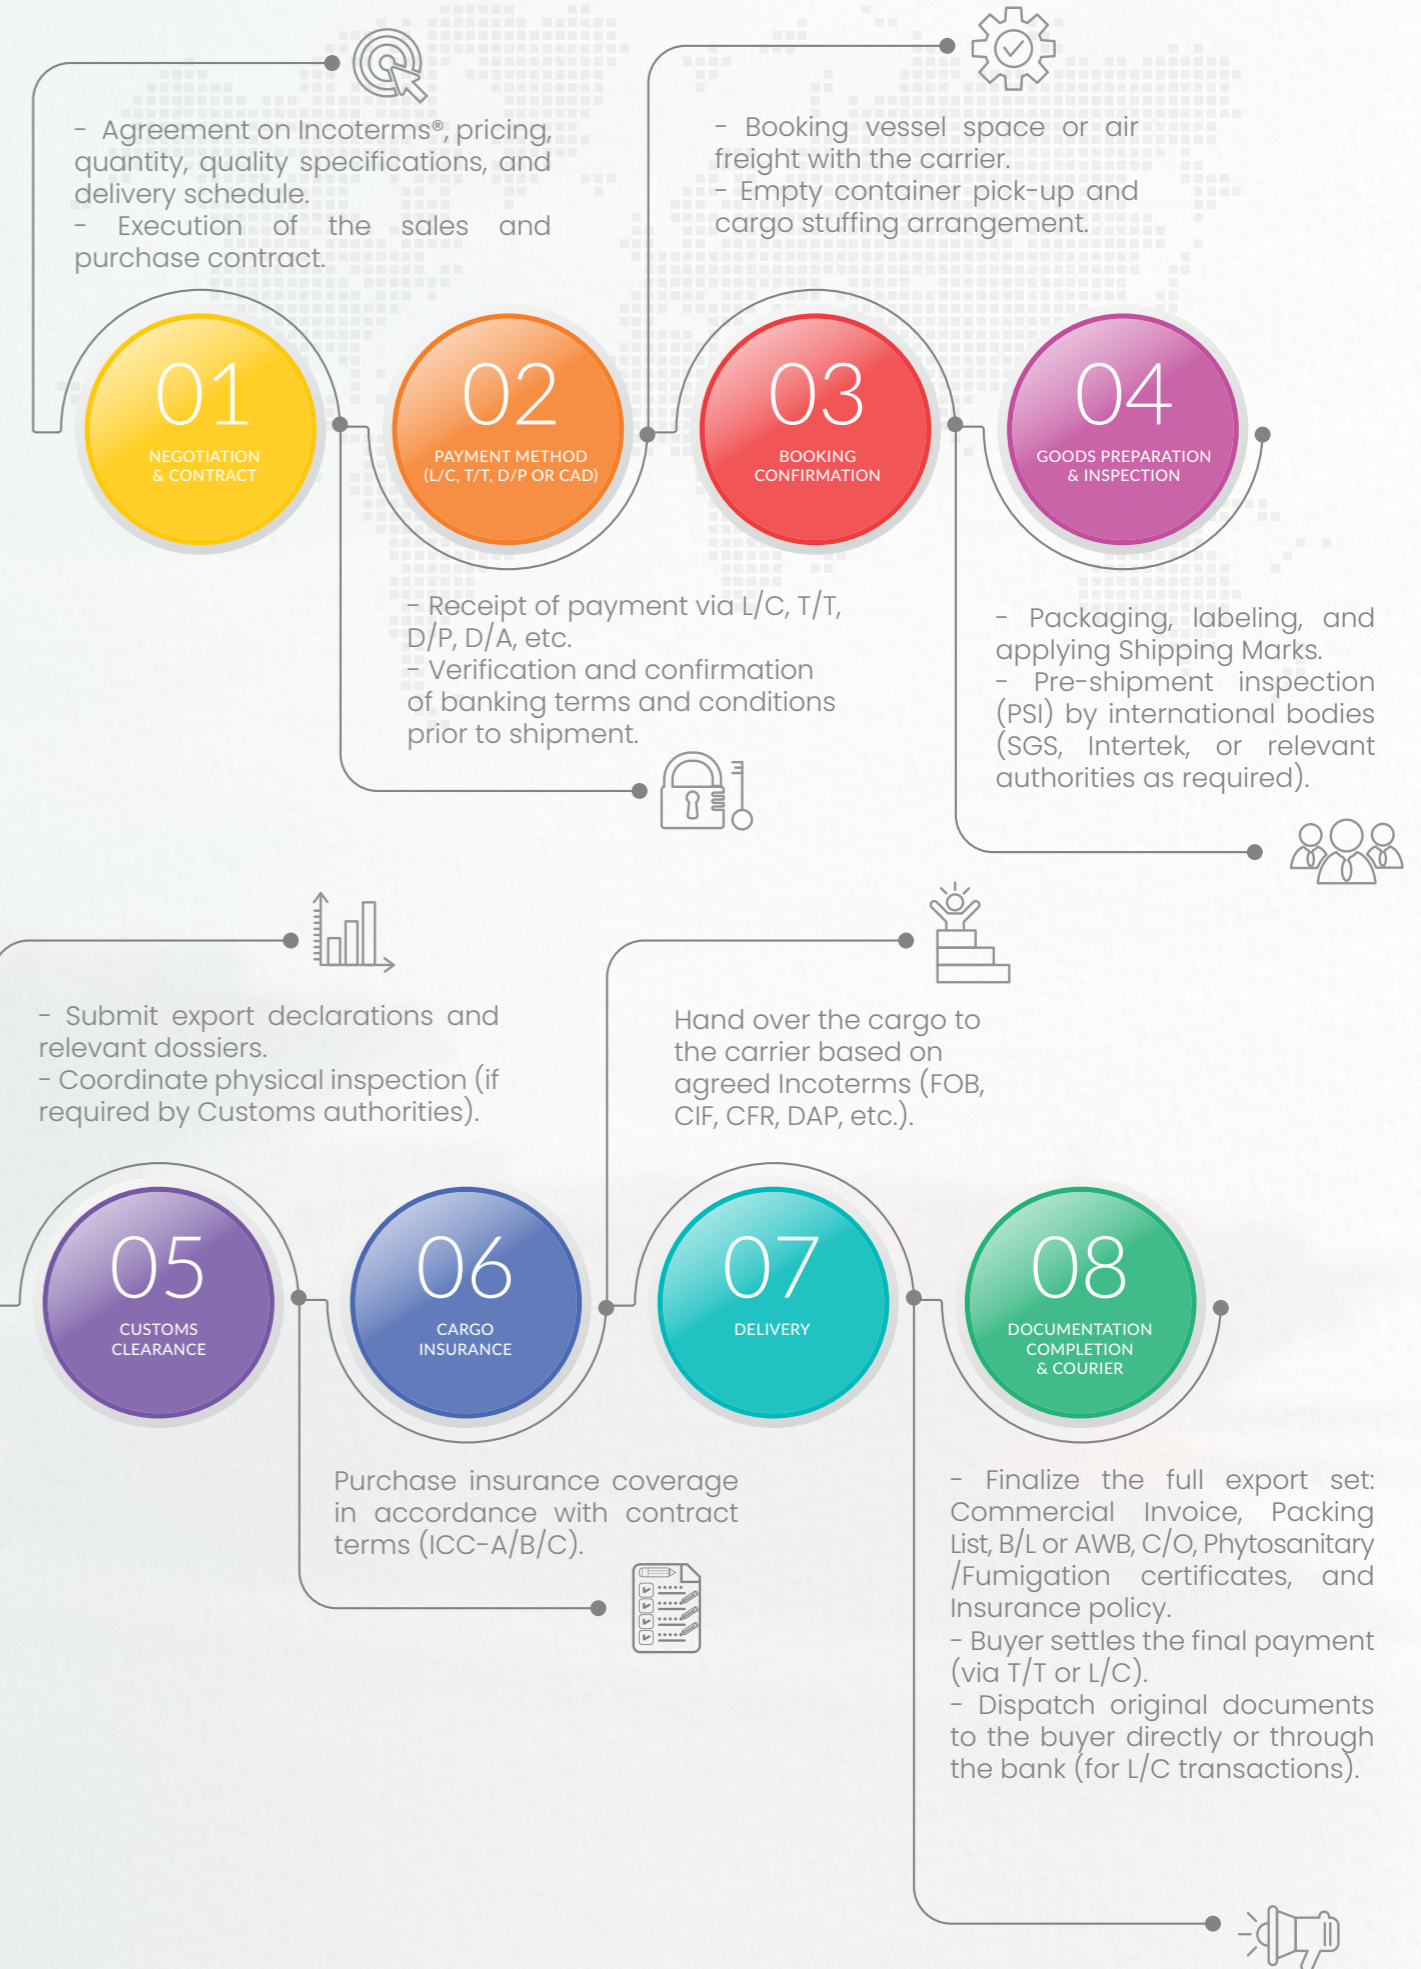 - Agreement on Incoterms®, pricing,
quantity, quality specifications, and
delivery schedule.
- Execution of the sales and
purchase contract.
- Booking vessel space or air
freight with the carrier.
- Empty container pick-up and
cargo stuffing arrangement.
01
NEGOTIATION
& CONTRACT
02
PAYMENT METHOD
(L/C, T/T, D/P OR CAD)
03
BOOKING
CONFIRMATION
04
GOODS PREPARATION
& INSPECTION
- Receipt of payment via L/C, T/T,
D/P, D/A, etc.
- Verification and confirmation
of banking terms and conditions
prior to shipment.
- Packaging, labeling, and
applying Shipping Marks.
- Pre-shipment inspection
(PSI) by international bodies
(SGS, Intertek, or relevant
authorities as required).
- Submit export declarations and
relevant dossiers.
- Coordinate physical inspection (if
required by Customs authorities).
Hand over the cargo to
the carrier based on
agreed Incoterms (FOB,
CIF, CFR, DAP, etc.).
05
CUSTOMS
CLEARANCE
06
CARGO
INSURANCE
07
DELIVERY
08
DOCUMENTATION
COMPLETION
& COURIER
Purchase insurance coverage
in accordance with contract
terms (ICC-A/B/C).
- Finalize the full export set:
Commercial Invoice, Packing
List, B/L or AWB, C/O, Phytosanitary
/Fumigation certificates, and
Insurance policy.
- Buyer settles the final payment
(via T/T or L/C).
- Dispatch original documents
to the buyer directly or through
the bank (for L/C transactions).